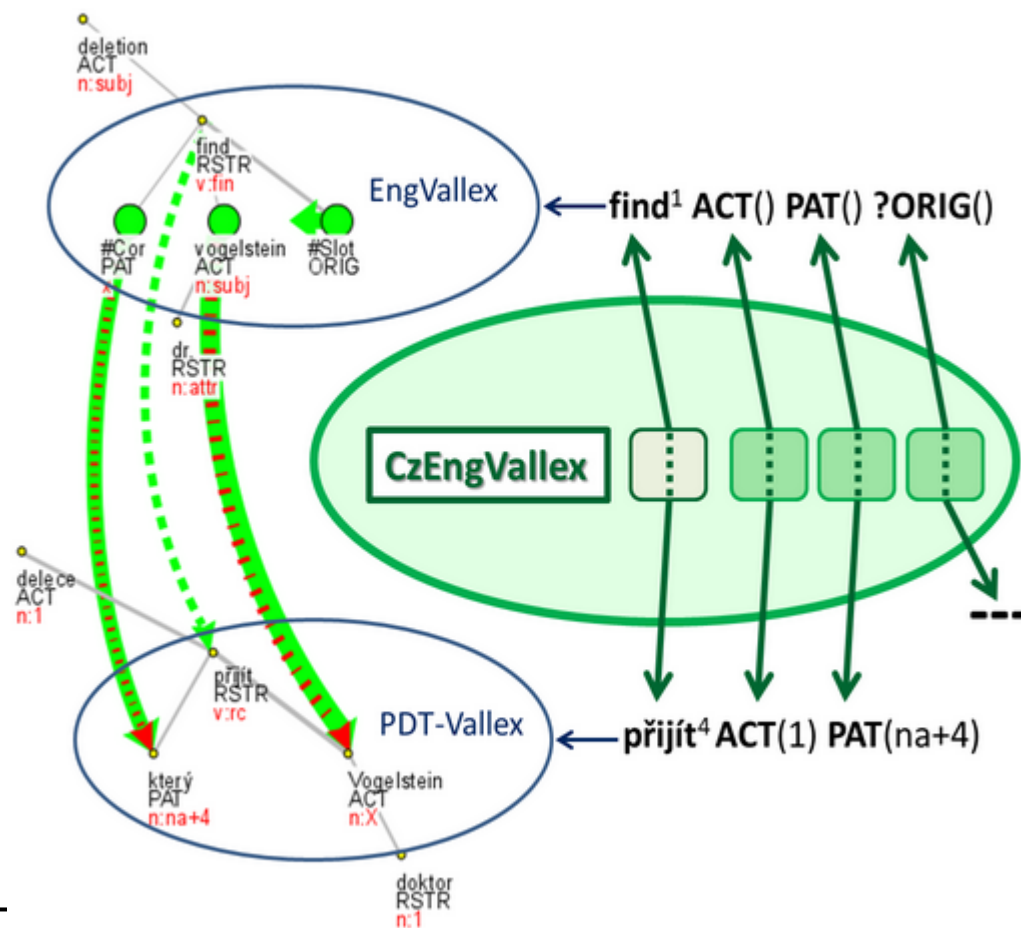 deletion
ACT
n:subj
find
RSTR
v:fin
EngVallex
find¹ ACT() PAT() ?ORIG()
#Cor
PAT
x
vogelstein
ACT
n:subj
#Slot
ORIG
dr.
RSTR
n:attr
CzEngVallex
delece
ACT
n:1
---
přijít
RSTR
v:rc
PDT-Vallex
přijít⁴ ACT(1) PAT(na+4)
který
PAT
n:na+4
Vogelstein
ACT
n:X
doktor
RSTR
n:1